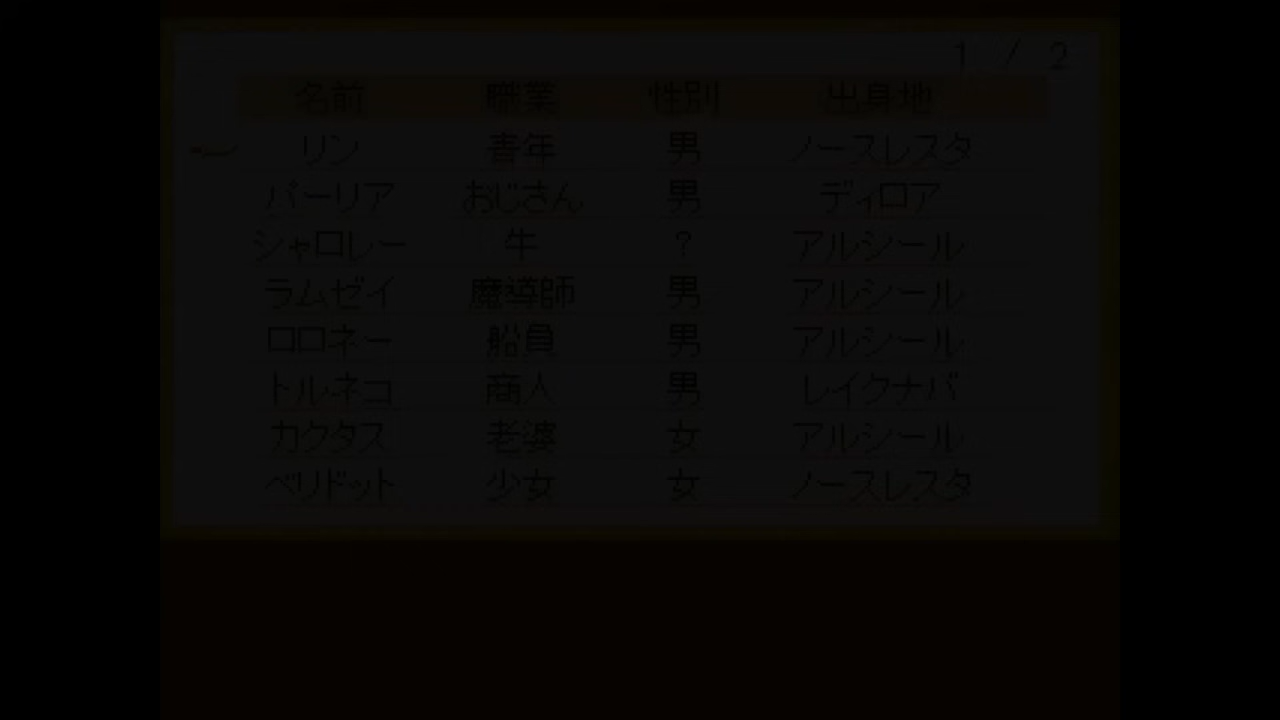 1 / 2
名前 職業 性別 出身地
リン 青年 男 ノースレスタ
バーリア おじさん 男 ディロア
シャロレー 牛 ? アルシール
ラムゼイ 魔導師 男 アルシール
ロロネー 船員 男 アルシール
トルネコ 商人 男 レイクナバ
カクタス 老婆 女 アルシール
ペリドット 少女 女 ノースレスタ